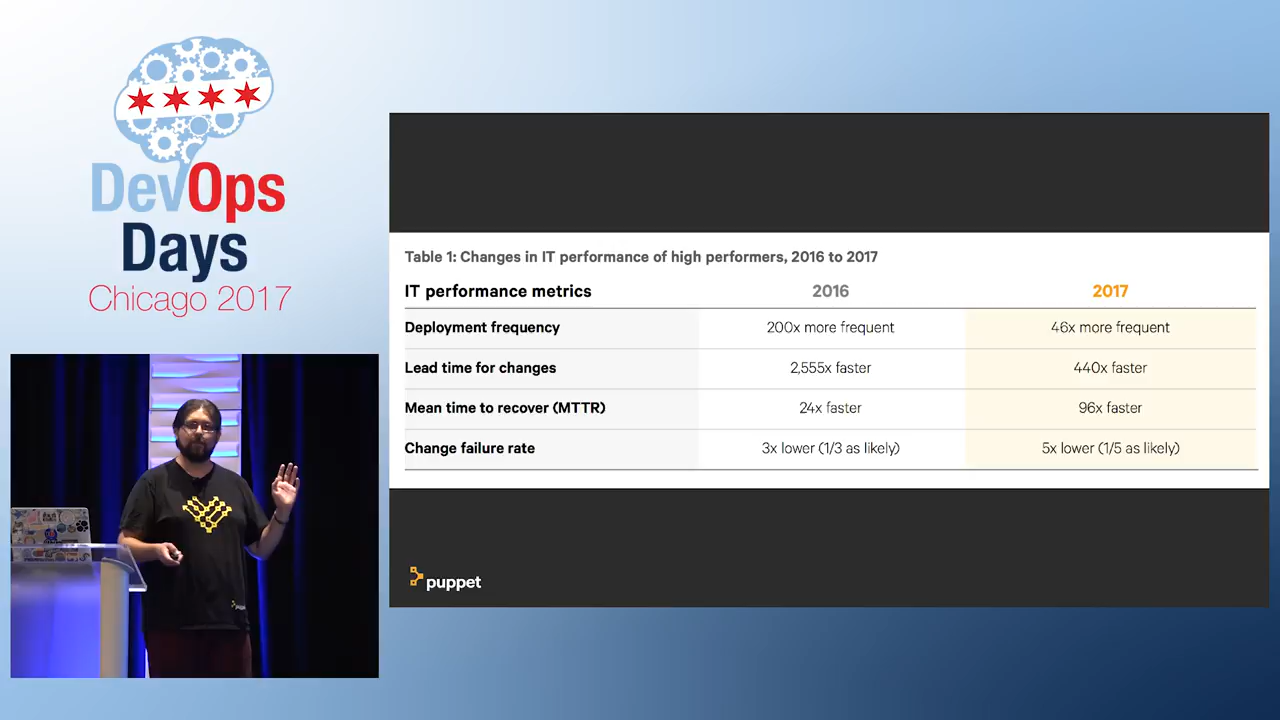 DevOps
Days
Chicago 2017
Table 1: Changes in IT performance of high performers, 2016 to 2017
IT performance metrics 2016 2017
Deployment frequency 200x more frequent 46x more frequent
Lead time for changes 2,555x faster 440x faster
Mean time to recover (MTTR) 24x faster 96x faster
Change failure rate 3x lower (1/3 as likely) 5x lower (1/5 as likely)
puppet